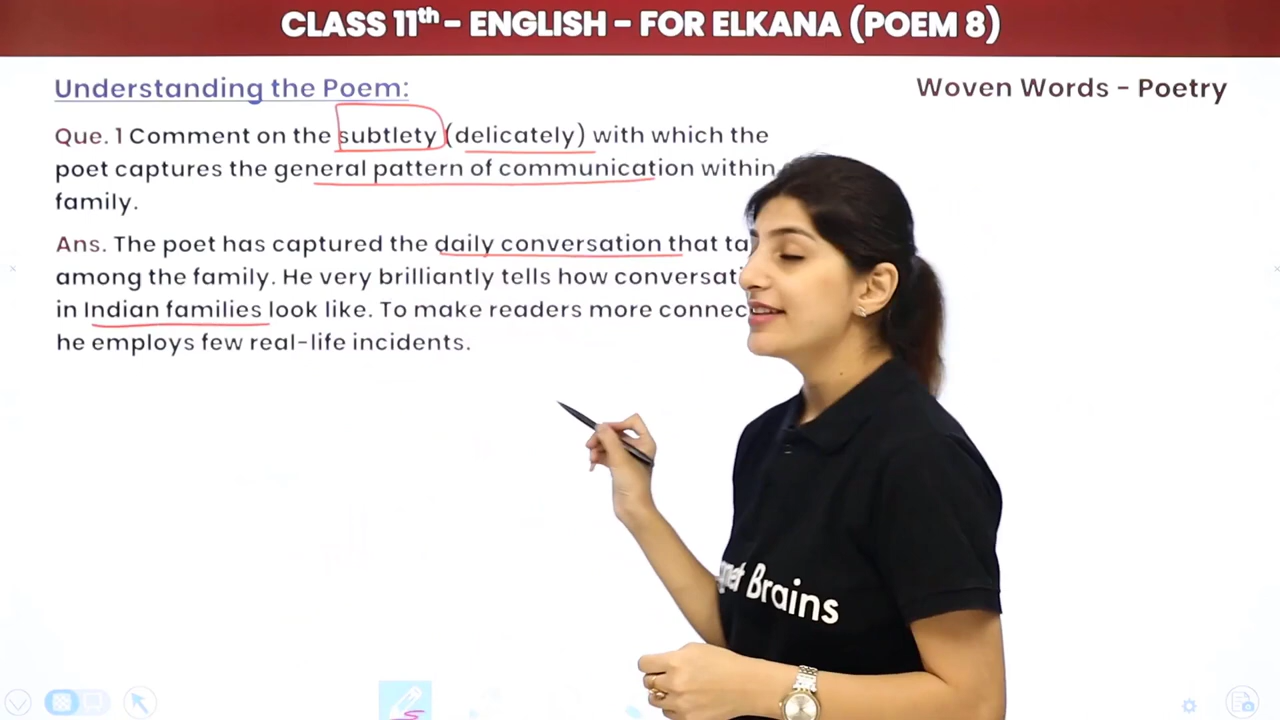 CLASS 11th - ENGLISH - FOR ELKANA (POEM 8)
Understanding the Poem:
Woven Words - Poetry
Que. 1 Comment on the subtlety (delicately) with which the
poet captures the general pattern of communication within
family.
Ans. The poet has captured the daily conversation that
among the family. He very brilliantly tells how
in Indian families look like. To make readers more
he employs few real-life incidents.
Brains